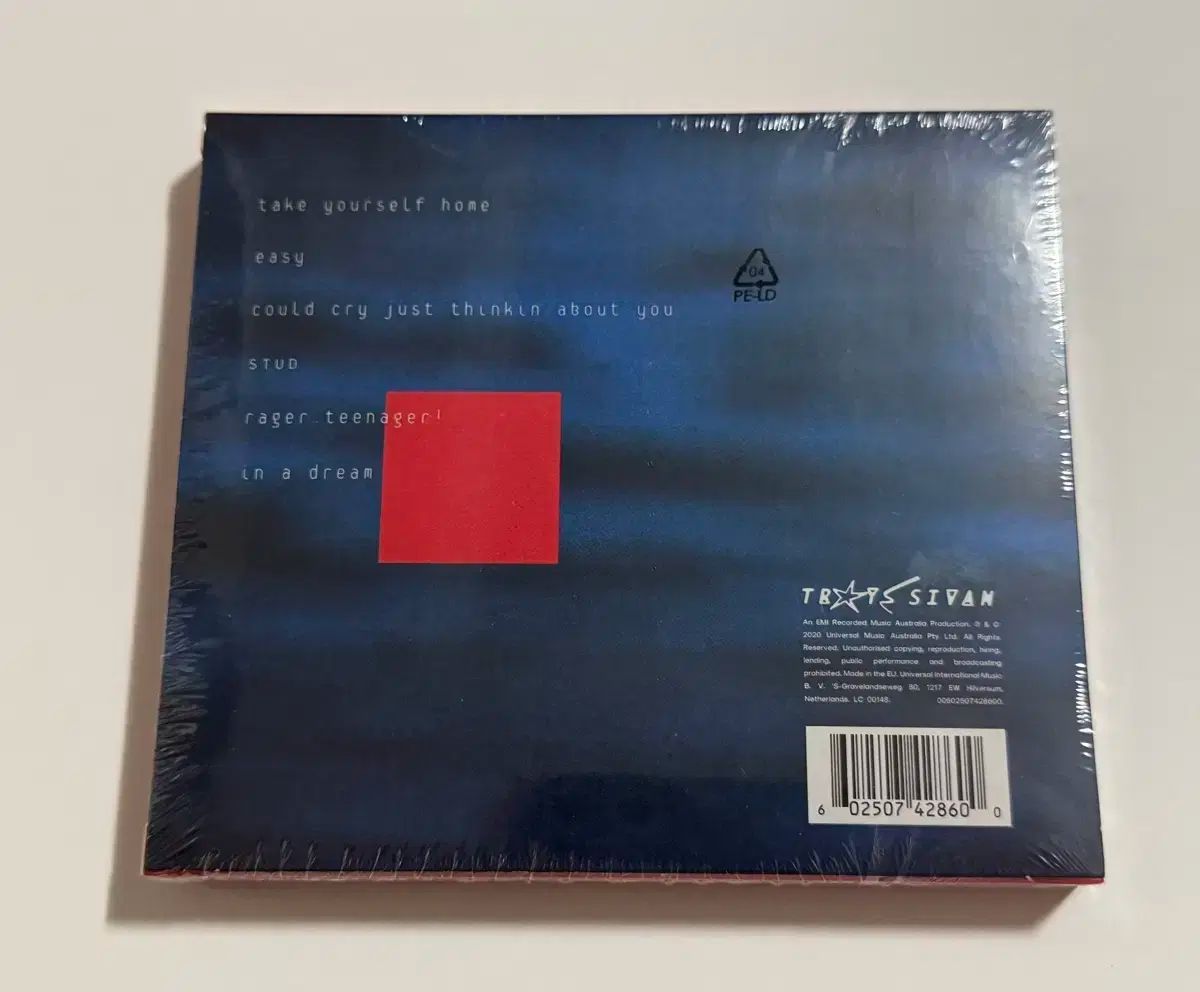 take yourself home
easy
could cry just thinkin about you
STUD
rager teenager!
in a dream
04
PE-LD
TROYE SIVAN
An EMI Recorded Music Australia Production. ℗ & ©
2020 Universal Music Australia Pty. Ltd. All Rights
Reserved. Unauthorised copying, reproduction, hiring,
lending, public performance and broadcasting
prohibited. Made in the EU. Universal International Music
B. V. 'S-Gravelandseweg 80, 1217 EW Hilversum,
Netherlands. LC 00148. 00602507428600.
6 02507 42860 0